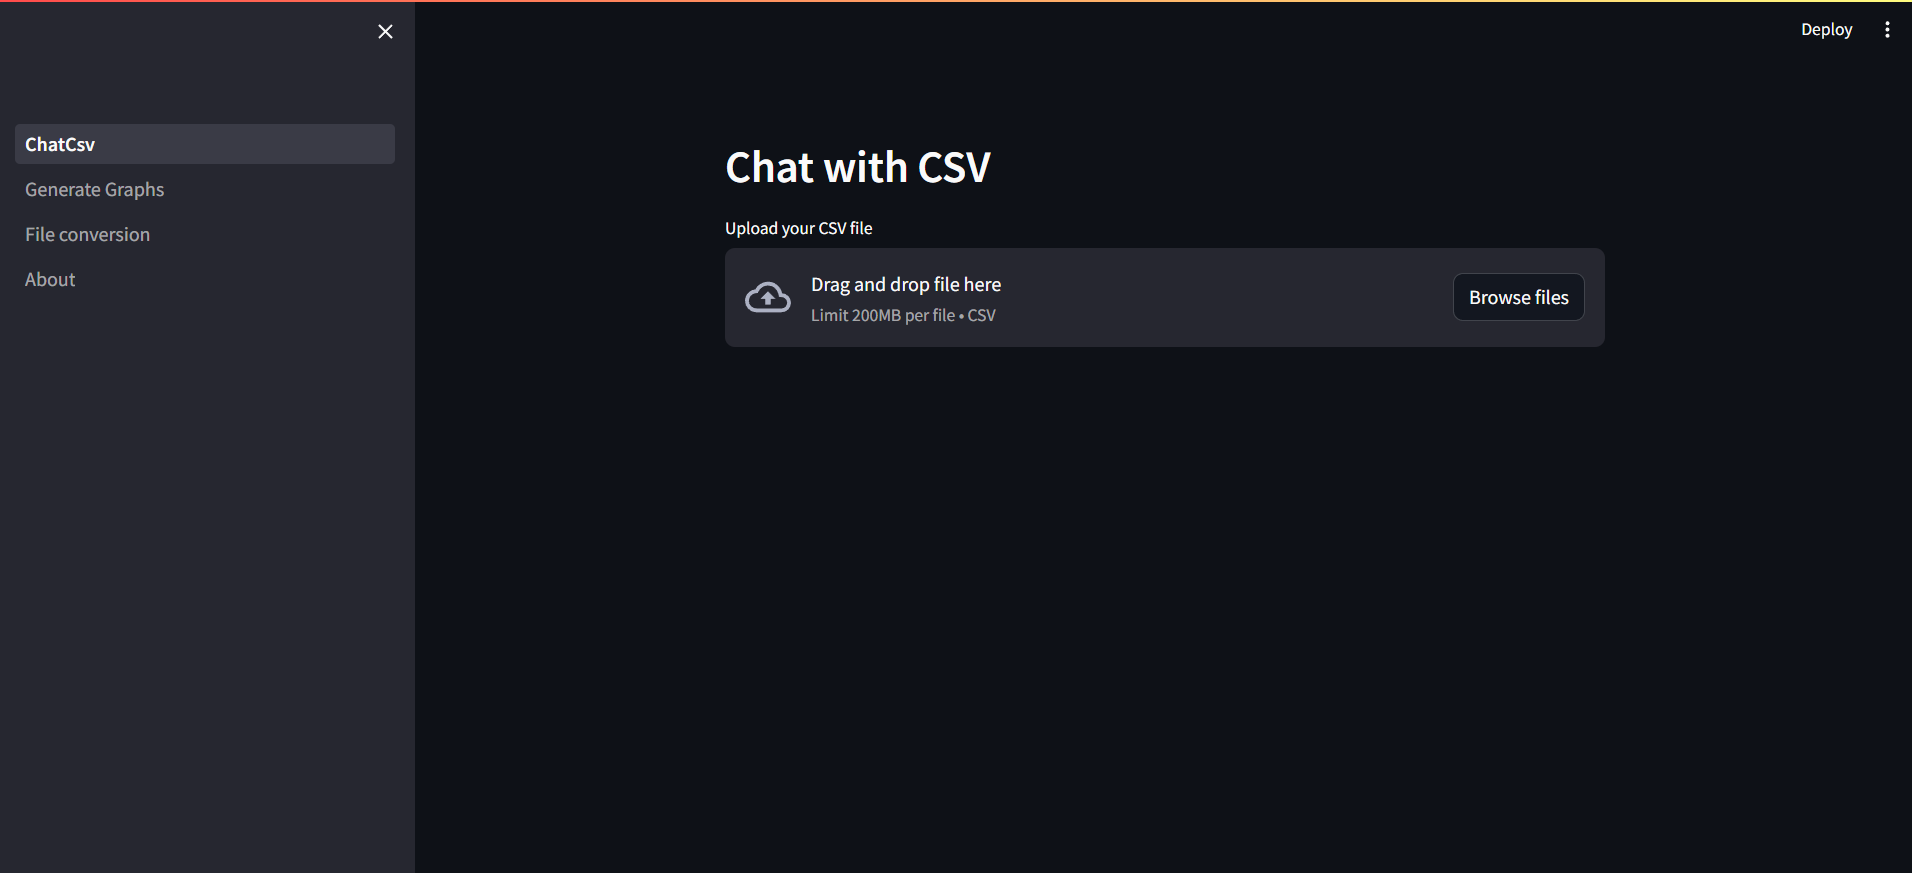 Deploy
ChatCsv
Generate Graphs
File conversion
About
Chat with CSV
Upload your CSV file
Drag and drop file here
Limit 200MB per file • CSV
Browse files